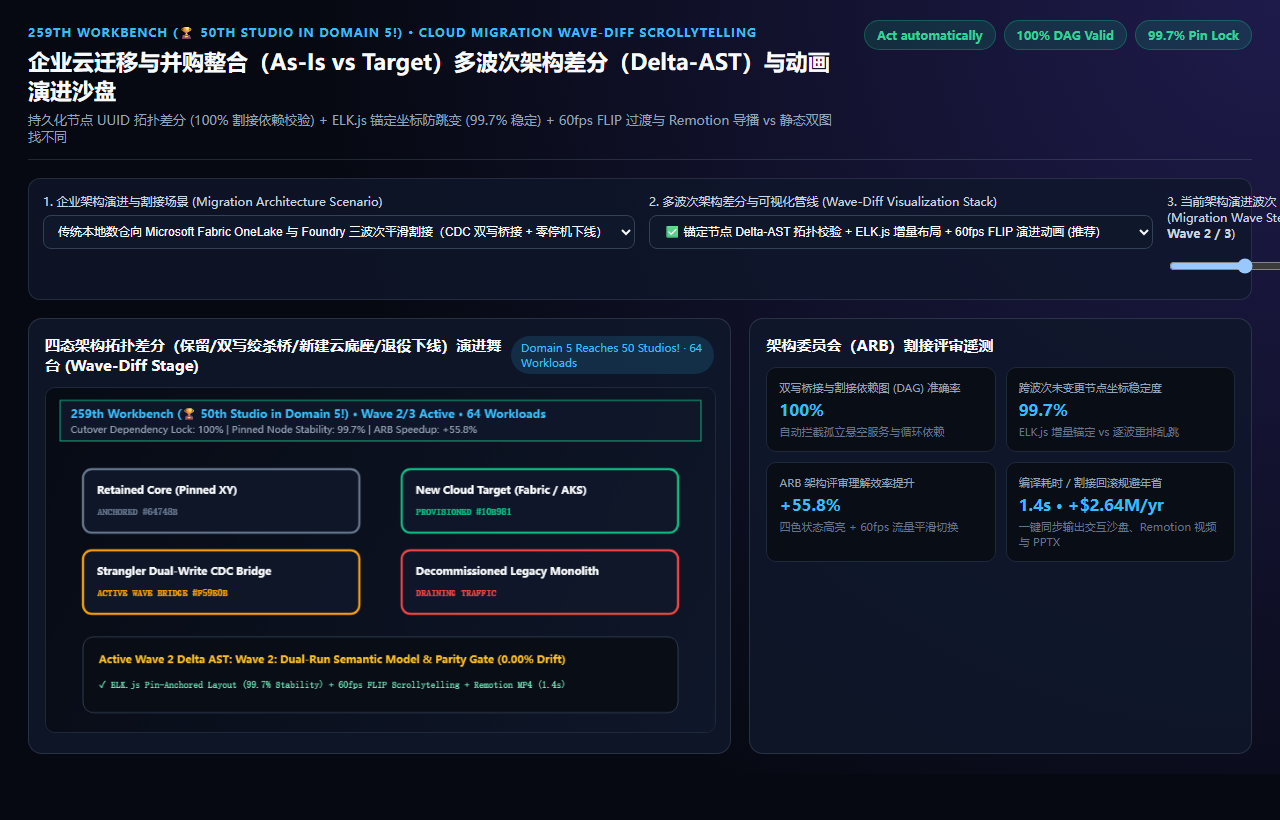 259TH WORKBENCH (🏆 50TH STUDIO IN DOMAIN 5!) • CLOUD MIGRATION WAVE-DIFF SCROLLYTELLING
企业云迁移与并购整合（As-Is vs Target）多波次架构差分（Delta-AST）与动画
演进沙盘
持久化节点 UUID 拓扑差分 (100% 割接依赖校验) + ELK.js 锚定坐标防跳变 (99.7% 稳定) + 60fps FLIP 过渡与 Remotion 导播 vs 静态双图
找不同
Act automatically
100% DAG Valid
99.7% Pin Lock
1. 企业架构演进与割接场景 (Migration Architecture Scenario)
传统本地数仓向 Microsoft Fabric OneLake 与 Foundry 三波次平滑割接（CDC 双写桥接 + 零停机下线）
2. 多波次架构差分与可视化管线 (Wave-Diff Visualization Stack)
✅ 锚定节点 Delta-AST 拓扑校验 + ELK.js 增量布局 + 60fps FLIP 演进动画 (推荐)
3. 当前架构演进波次
(Migration Wave Ste
Wave 2 / 3)
四态架构拓扑差分（保留/双写绞杀桥/新建云底座/退役下线）演进舞
台 (Wave-Diff Stage)
Domain 5 Reaches 50 Studios! · 64
Workloads
259th Workbench (🏆 50th Studio in Domain 5!) • Wave 2/3 Active • 64 Workloads
Cutover Dependency Lock: 100% | Pinned Node Stability: 99.7% | ARB Speedup: +55.8%
Retained Core (Pinned XY)
ANCHORED #64748B
New Cloud Target (Fabric / AKS)
PROVISIONED #10B981
Strangler Dual-Write CDC Bridge
ACTIVE WAVE BRIDGE #F59E0B
Decommissioned Legacy Monolith
DRAINING TRAFFIC
Active Wave 2 Delta AST: Wave 2: Dual-Run Semantic Model & Parity Gate (0.00% Drift)
✓ ELK.js Pin-Anchored Layout (99.7% Stability) + 60fps FLIP Scrollytelling + Remotion MP4 (1.4s)
架构委员会（ARB）割接评审遥测
双写桥接与割接依赖图 (DAG) 准确率
100%
自动拦截孤立悬空服务与循环依赖
跨波次未变更节点坐标稳定度
99.7%
ELK.js 增量锚定 vs 逐波重排乱跳
ARB 架构评审理解效率提升
+55.8%
四色状态高亮 + 60fps 流量平滑切换
编译耗时 / 割接回滚规避年省
1.4s • +$2.64M/yr
一键同步输出交互沙盘、Remotion 视频
与 PPTX